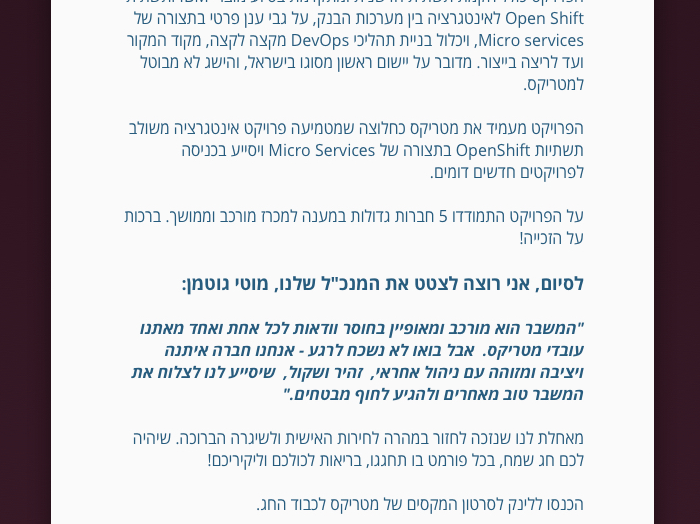 Open Shift לאינטגרציה בין מערכות הבנק, על גבי ענן פרטי בתצורה של
Micro services, ויכלול בניית תהליכי DevOps מקצה לקצה, מקוד המקור
ועד לריצה בייצור. מדובר על יישום ראשון מסוגו בישראל, והישג לא מבוטל
למטריקס.
הפרויקט מעמיד את מטריקס כחלוצה שמטמיעה פרויקט אינטגרציה משולב
תשתיות OpenShift בתצורה של Micro Services ויסייע בכניסה
לפרויקטים חדשים דומים.
על הפרויקט התמודדו 5 חברות גדולות במענה למכרז מורכב וממושך. ברכות
על הזכייה!
לסיום, אני רוצה לצטט את המנכ"ל שלנו, מוטי גוטמן:
"המשבר הוא מורכב ומאופיין בחוסר וודאות לכל אחת ואחד מאתנו
עובדי מטריקס. אבל בואו לא נשכח לרגע - אנחנו חברה איתנה
ויציבה ומזוהה עם ניהול אחראי, זהיר ושקול, שיסייע לנו לצלוח את
המשבר טוב מאחרים ולהגיע לחוף מבטחים."
מאחלת לנו שנזכה לחזור במהרה לחירות האישית ולשיגרה הברוכה. שיהיה
לכם חג שמח, בכל פורמט בו תחגגו, בריאות לכולכם וליקיריכם!
הכנסו ללינק לסרטון המקסים של מטריקס לכבוד החג.